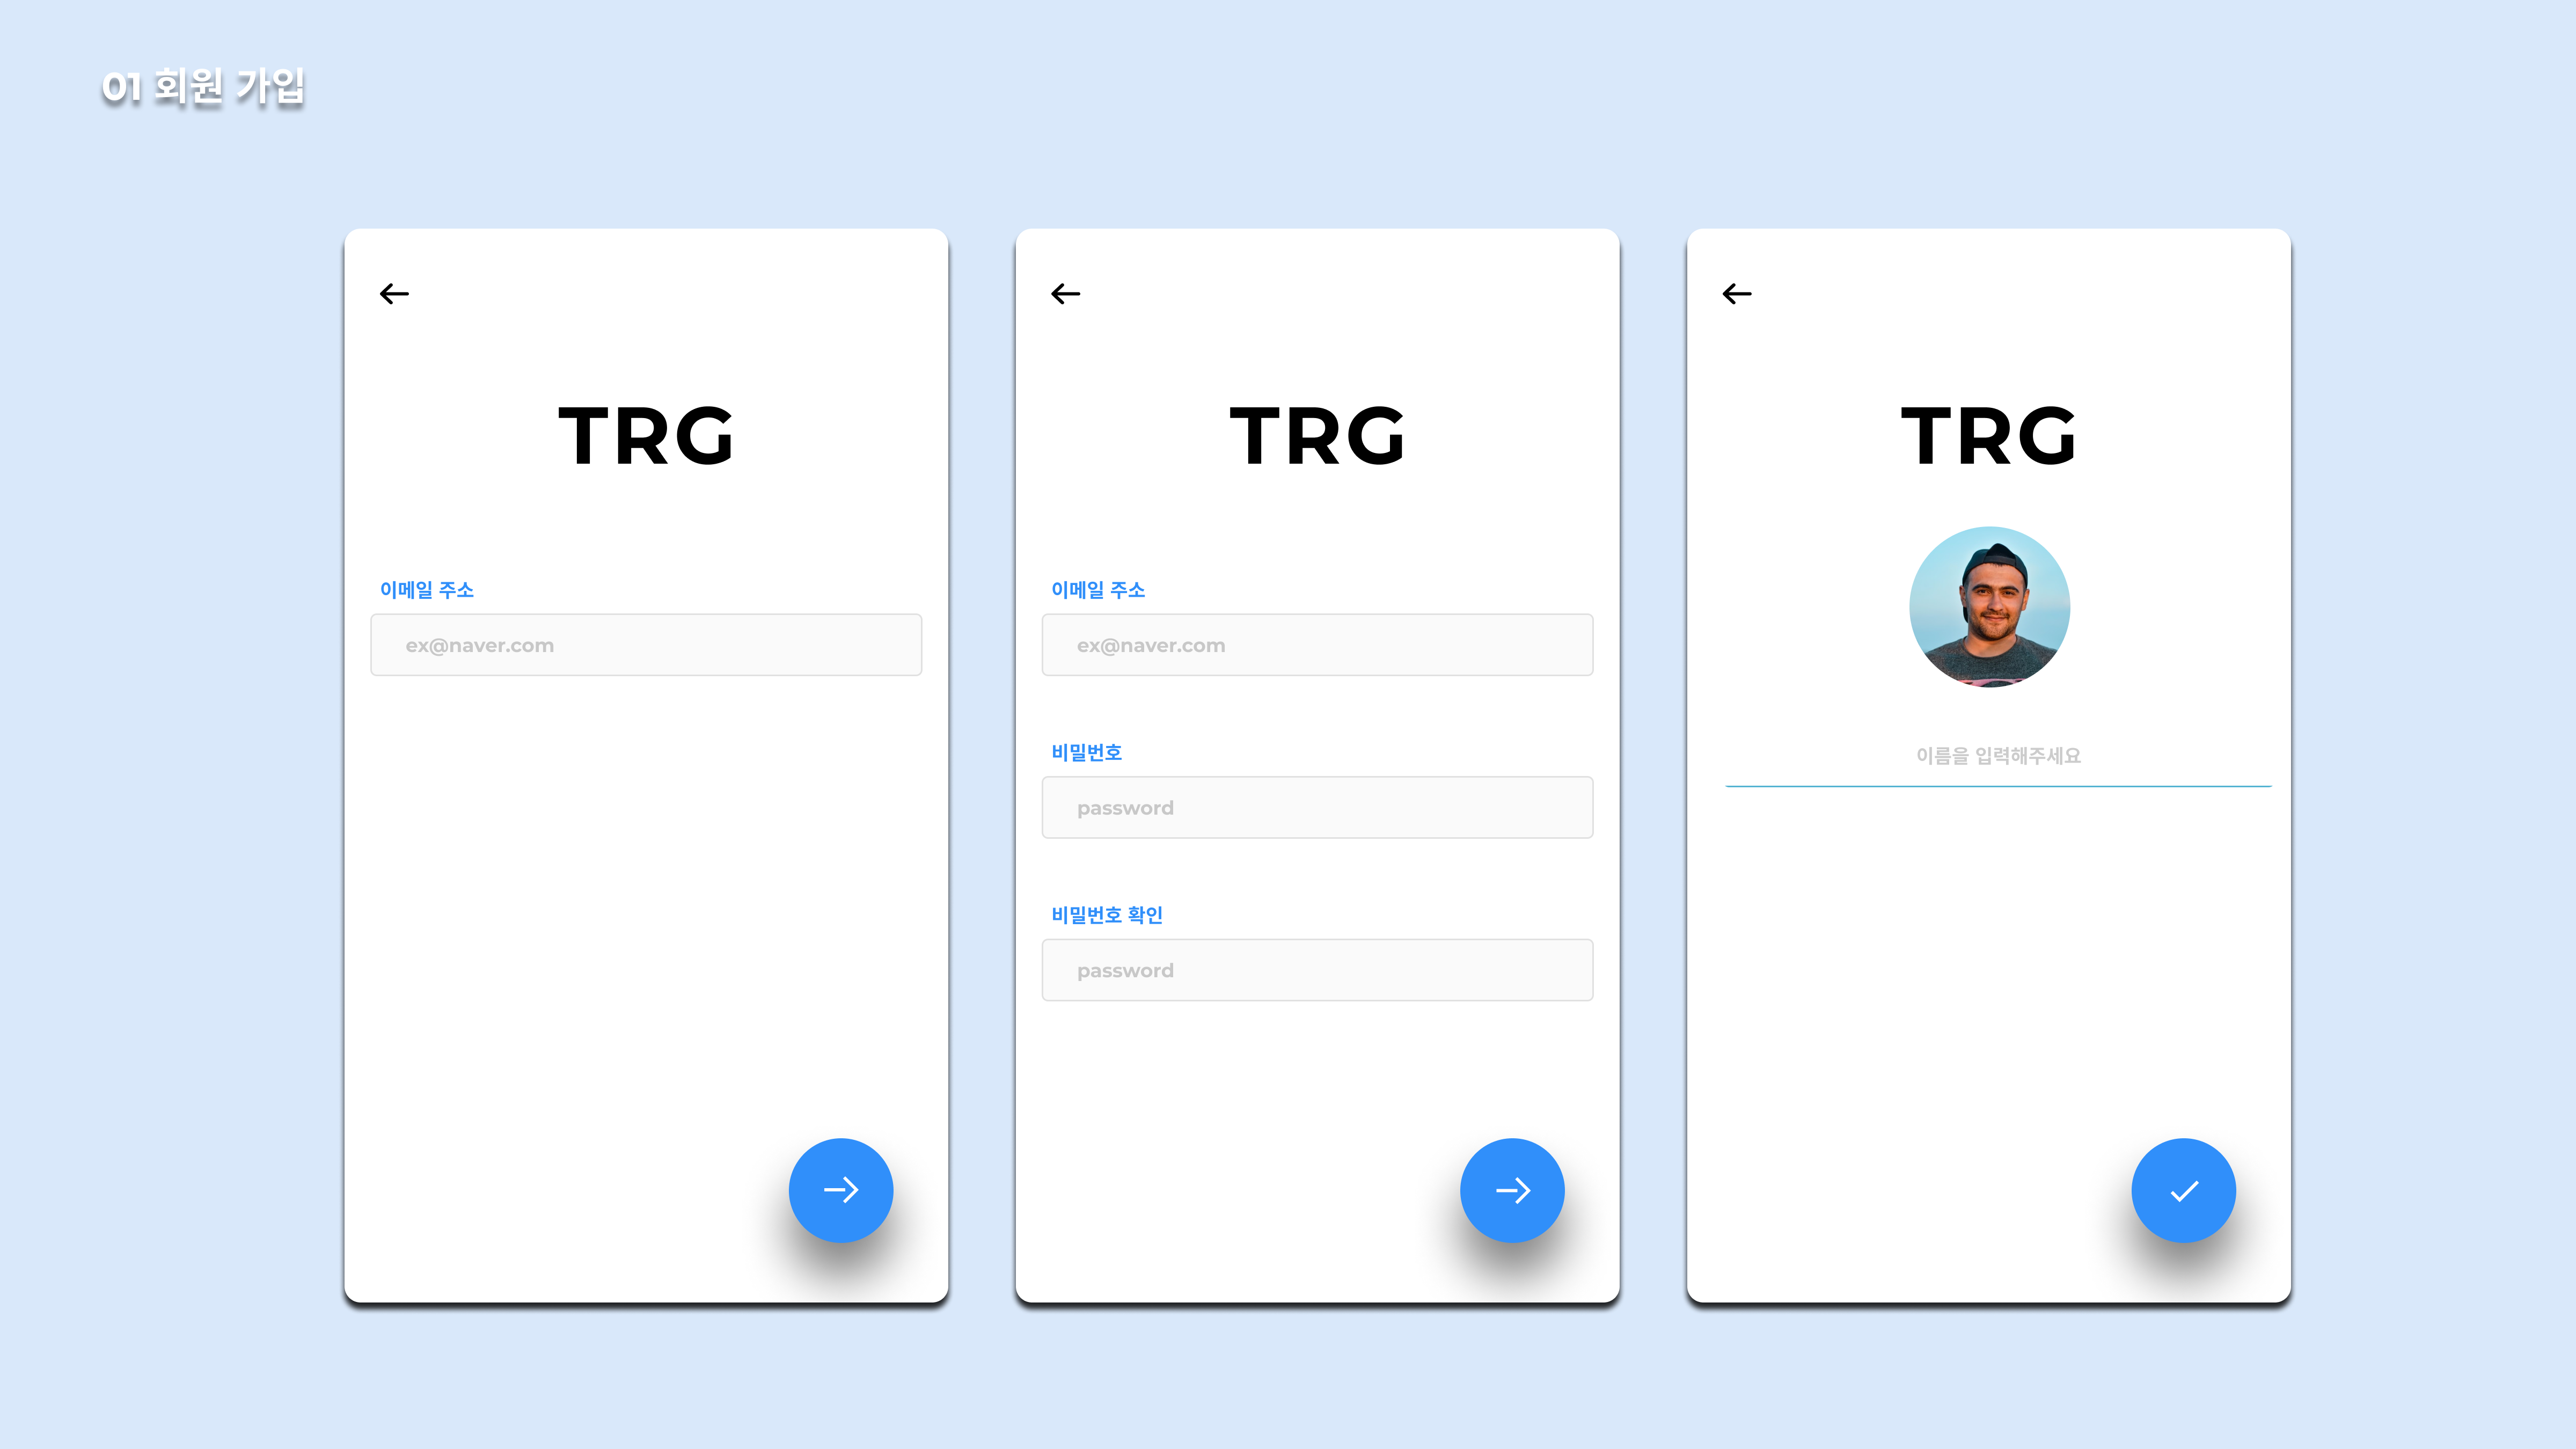 01 회원 가입
TRG
이메일 주소
ex@naver.com
TRG
이메일 주소
ex@naver.com
비밀번호
password
비밀번호 확인
password
TRG
이름을 입력해주세요